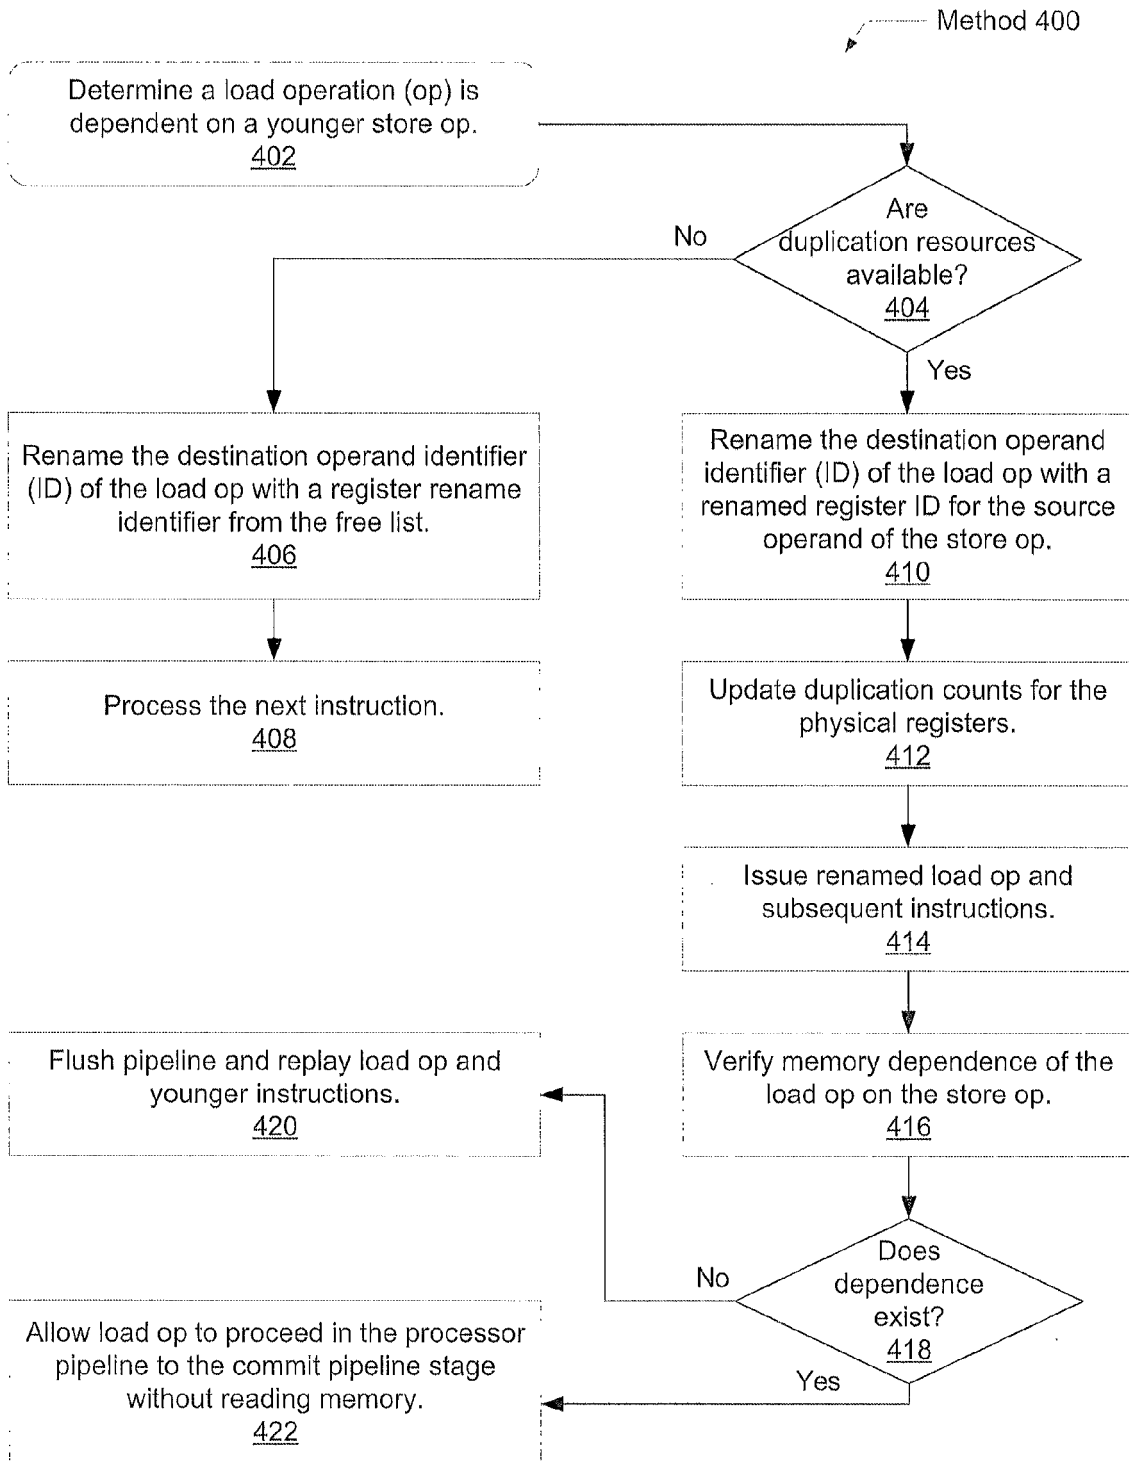 Method 400
Determine a load operation (op) is
dependent on a younger store op.
402
Are
duplication resources
available?
404
No
Yes
Rename the destination operand identifier
(ID) of the load op with a register rename
identifier from the free list.
406
Rename the destination operand
identifier (ID) of the load op with a
renamed register ID for the source
operand of the store op.
410
Process the next instruction.
408
Update duplication counts for the
physical registers.
412
Issue renamed load op and
subsequent instructions.
414
Flush pipeline and replay load op and
younger instructions.
420
Verify memory dependence of the
load op on the store op.
416
Does
dependence
exist?
418
No
Yes
Allow load op to proceed in the processor
pipeline to the commit pipeline stage
without reading memory.
422